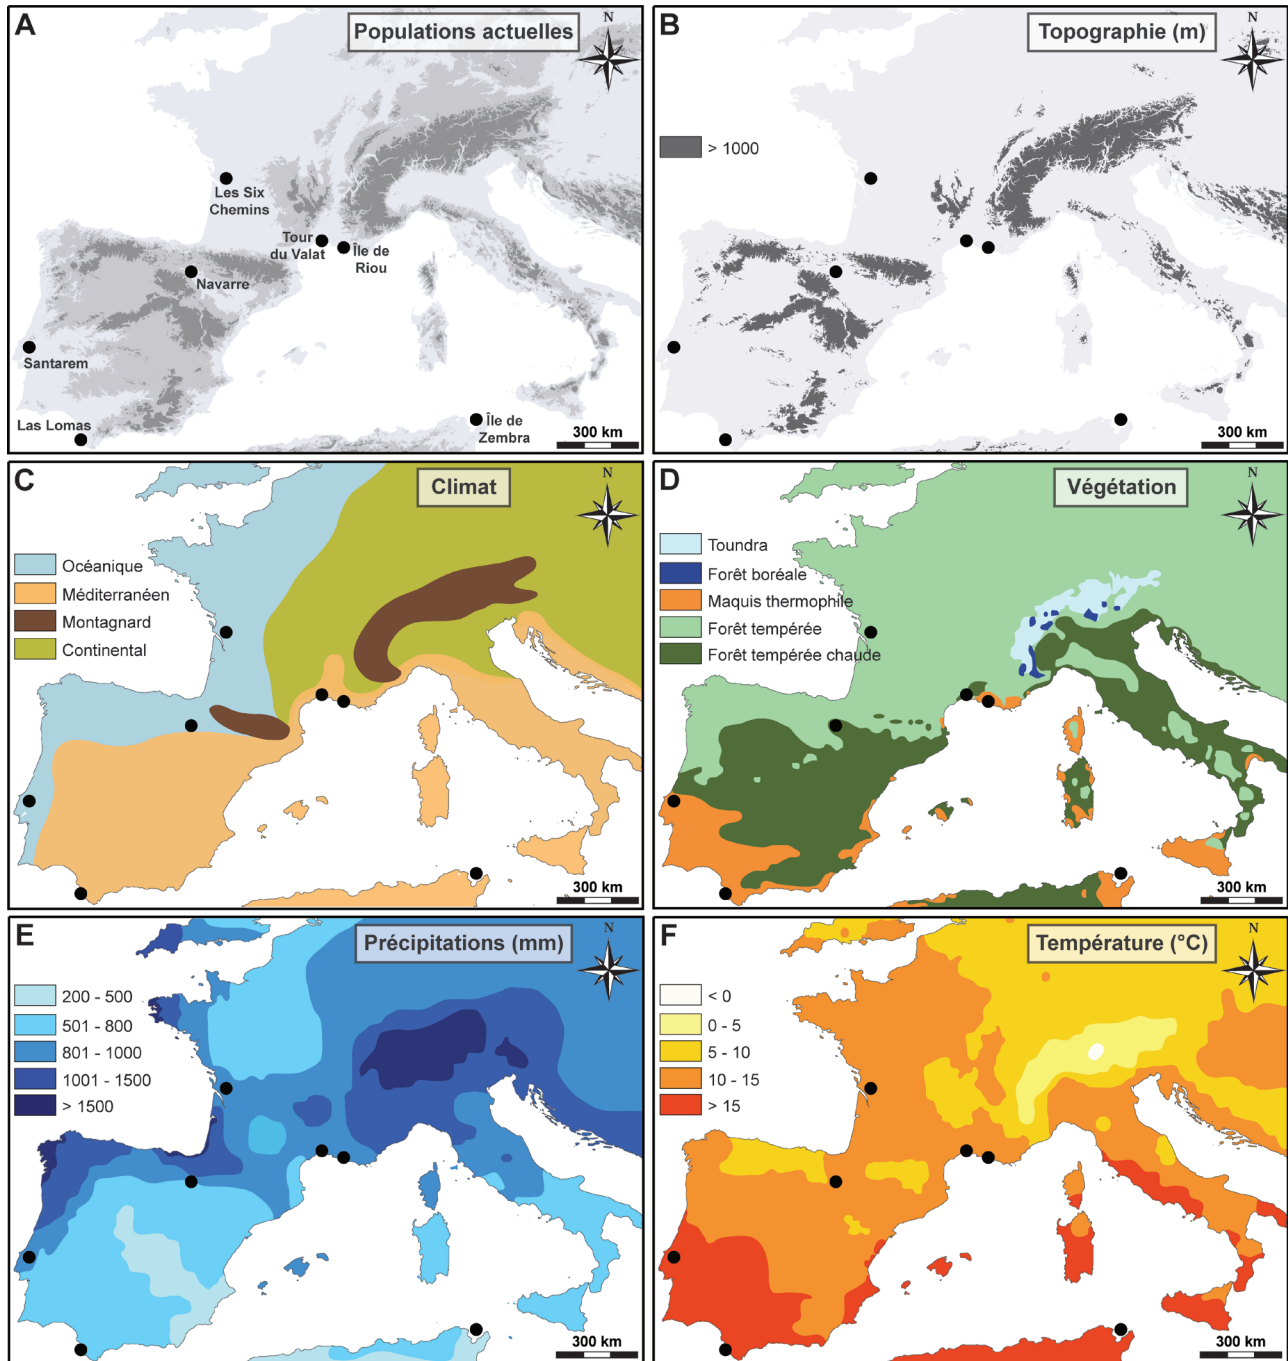 A
Populations actuelles
N
Les Six
Chemins
Tour
du Valat
Île de
Riou
Navarre
Santarem
Las Lomas
Île de
Zembra
300 km
B
Topographie (m)
N
> 1000
300 km
C
Climat
N
Océanique
Méditerranéen
Montagnard
Continental
300 km
D
Végétation
N
Toundra
Forêt boréale
Maquis thermophile
Forêt tempérée
Forêt tempérée chaude
300 km
E
Précipitations (mm)
N
200 - 500
501 - 800
801 - 1000
1001 - 1500
> 1500
300 km
F
Température (°C)
N
< 0
0 - 5
5 - 10
10 - 15
> 15
300 km